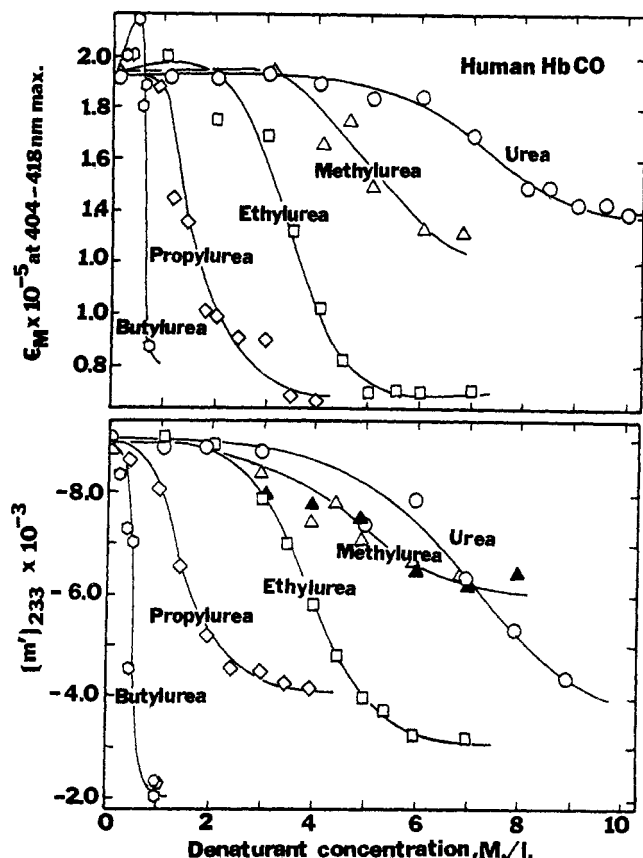 Human HbCO
Urea
Methylurea
Ethylurea
Propylurea
Butylurea
2.0
1.8
1.6
1.4
1.2
1.0
0.8
ϵM x 10⁻⁵ at 404-418nm max.
Urea
Methylurea
Ethylurea
Propylurea
Butylurea
-8.0
-6.0
-4.0
-2.0
[m']233 x 10⁻³
0 2 4 6 8 10
Denaturant concentration, M./l.